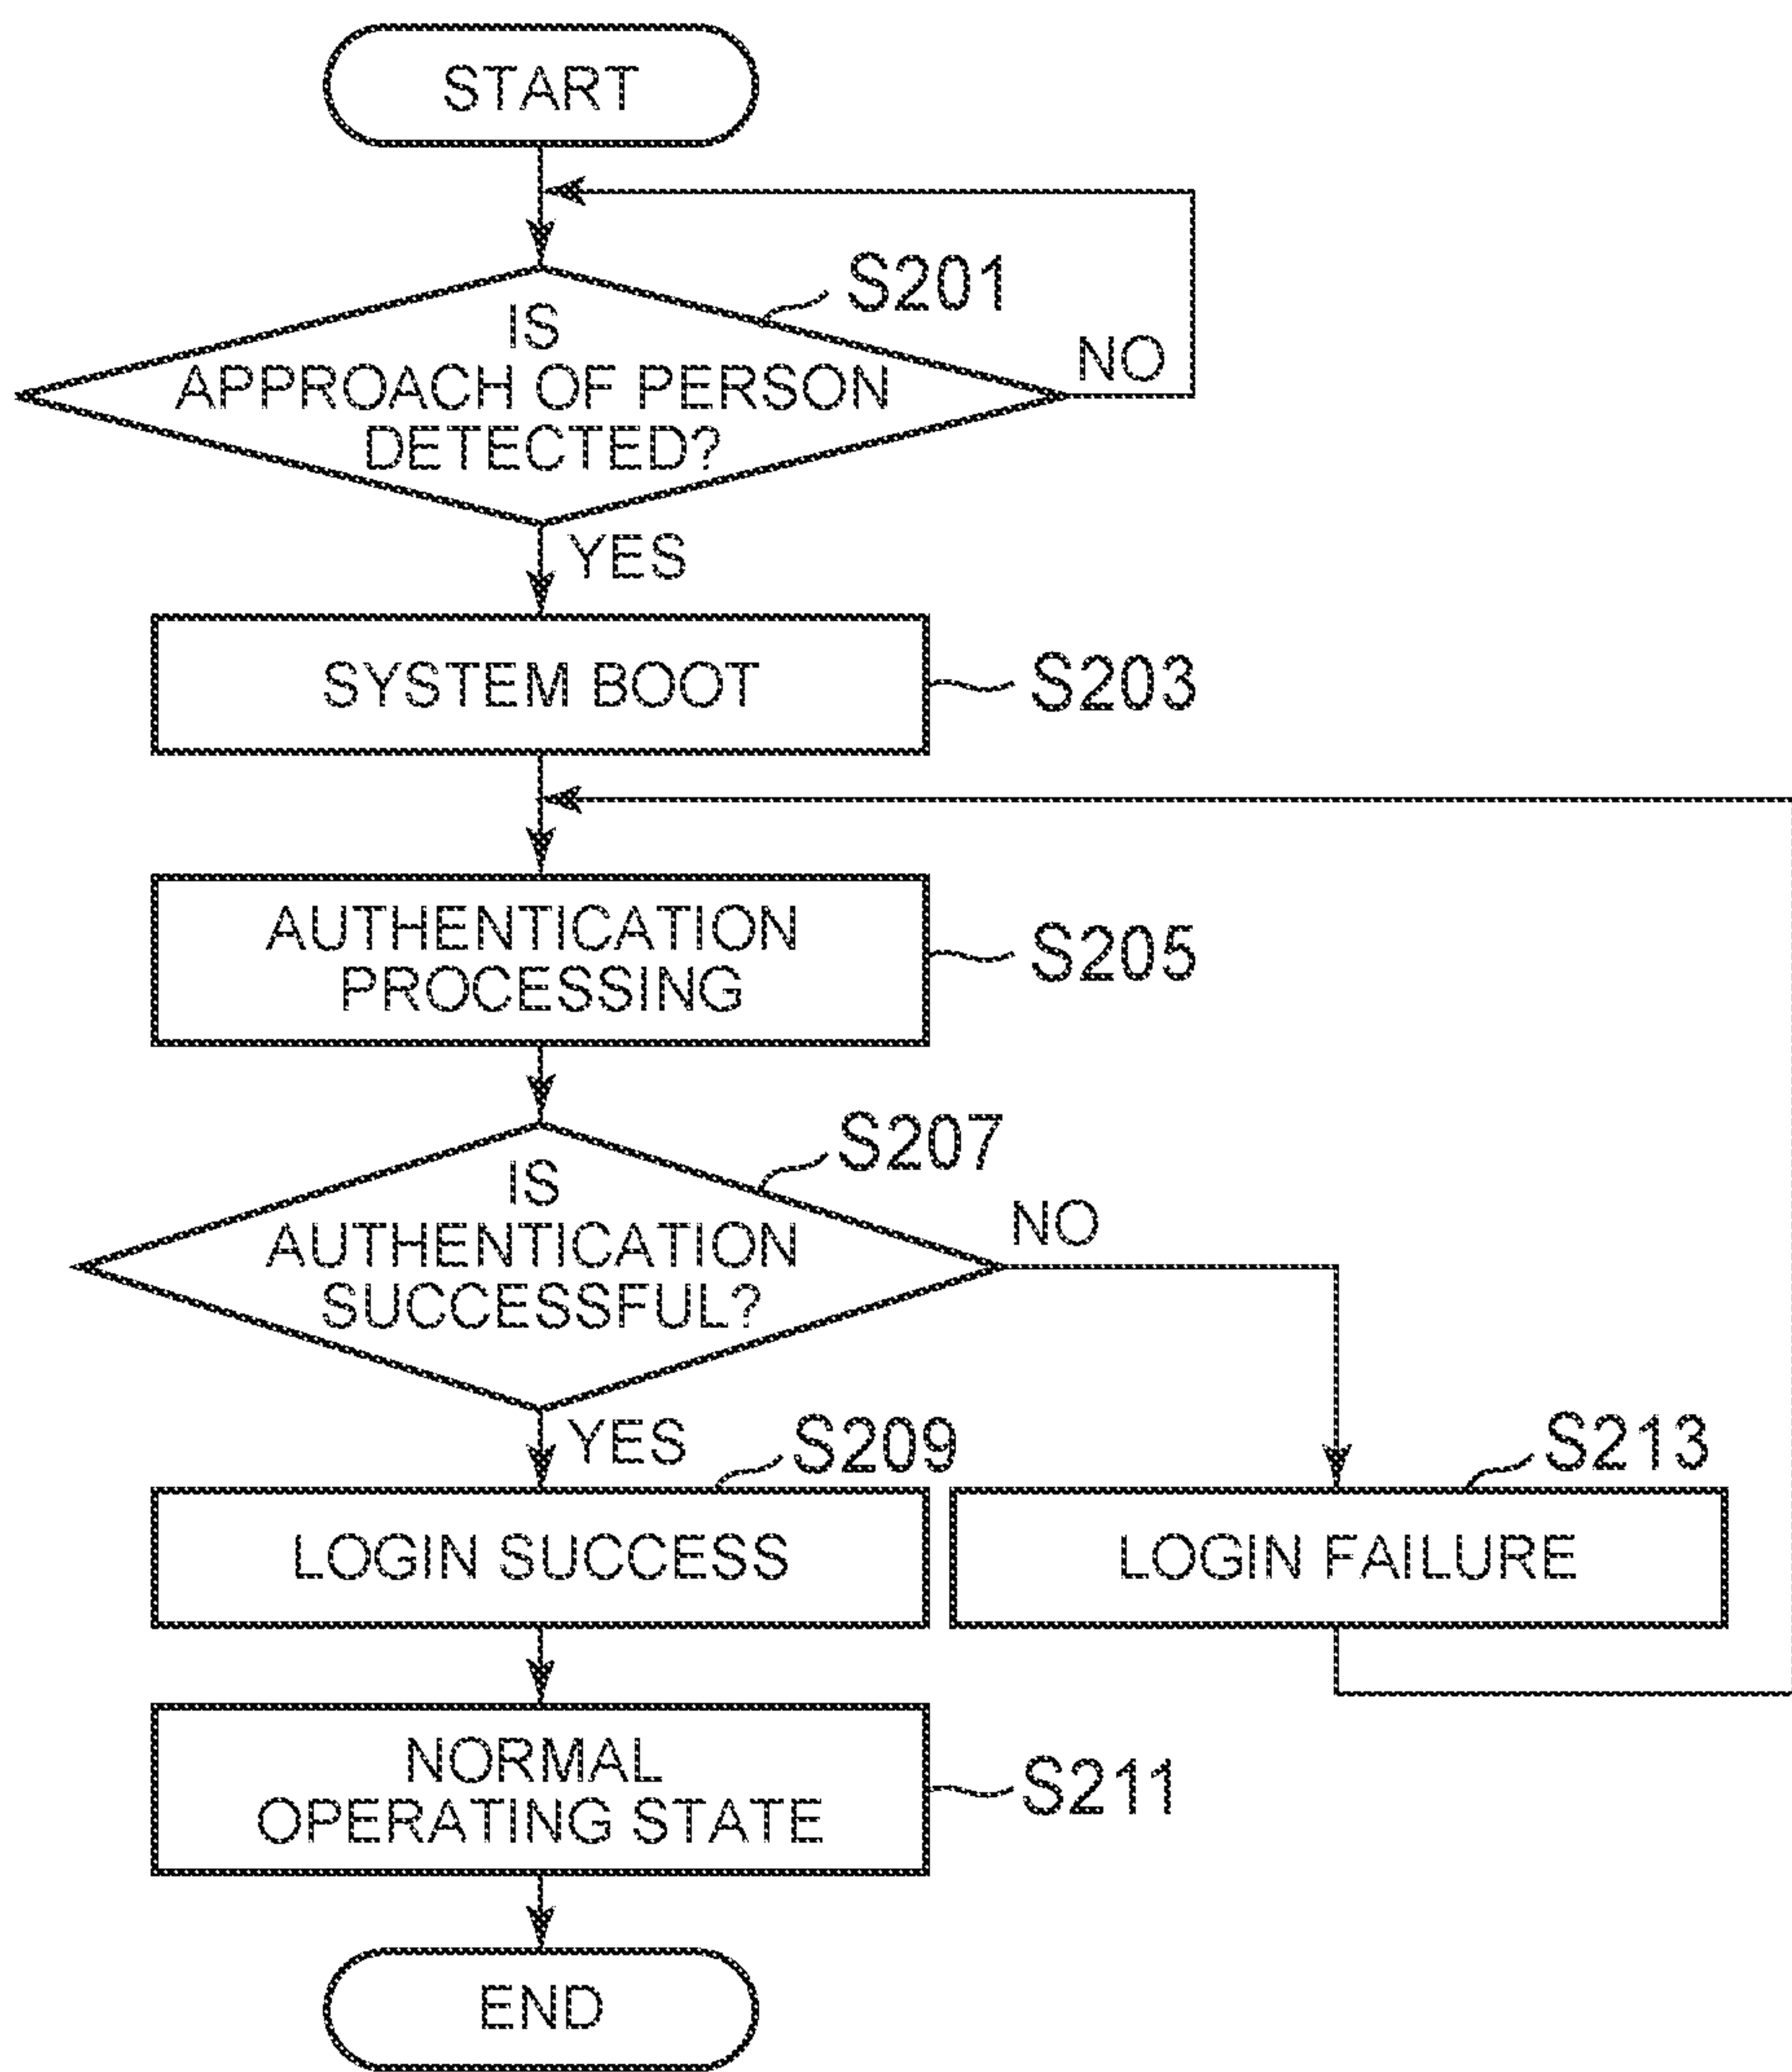 START
S201
IS
APPROACH OF PERSON
DETECTED?
NO
YES
SYSTEM BOOT
S203
AUTHENTICATION
PROCESSING
S205
S207
IS
AUTHENTICATION
SUCCESSFUL?
NO
YES
S209
S213
LOGIN SUCCESS
LOGIN FAILURE
NORMAL
OPERATING STATE
S211
END